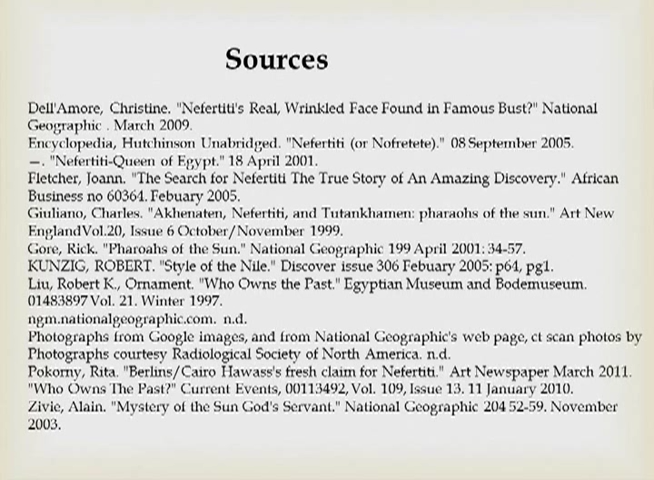 Sources
Dell'Amore, Christine. "Nefertiti's Real, Wrinkled Face Found in Famous Bust?" National
Geographic . March 2009.
Encyclopedia, Hutchinson Unabridged. "Nefertiti (or Nofretete)." 08 September 2005.
—. "Nefertiti-Queen of Egypt." 18 April 2001.
Fletcher, Joann. "The Search for Nefertiti The True Story of An Amazing Discovery." African
Business no 60364. Febuary 2005.
Giuliano, Charles. "Akhenaten, Nefertiti, and Tutankhamen: pharaohs of the sun." Art New
EnglandVol.20, Issue 6 October/November 1999.
Gore, Rick. "Pharoahs of the Sun." National Geographic 199 April 2001: 34-57.
KUNZIG, ROBERT. "Style of the Nile." Discover issue 306 Febuary 2005: p64, pg1.
Liu, Robert K., Ornament. "Who Owns the Past." Egyptian Museum and Bodemuseum.
01483897 Vol. 21. Winter 1997.
ngm.nationalgeographic.com. n.d.
Photographs from Google images, and from National Geographic's web page, ct scan photos by
Photographs courtesy Radiological Society of North America. n.d.
Pokorny, Rita. "Berlins/Cairo Hawass's fresh claim for Nefertiti." Art Newspaper March 2011.
"Who Owns The Past?" Current Events, 00113492, Vol. 109, Issue 13. 11 January 2010.
Zivie, Alain. "Mystery of the Sun God's Servant." National Geographic 204 52-59. November
2003.